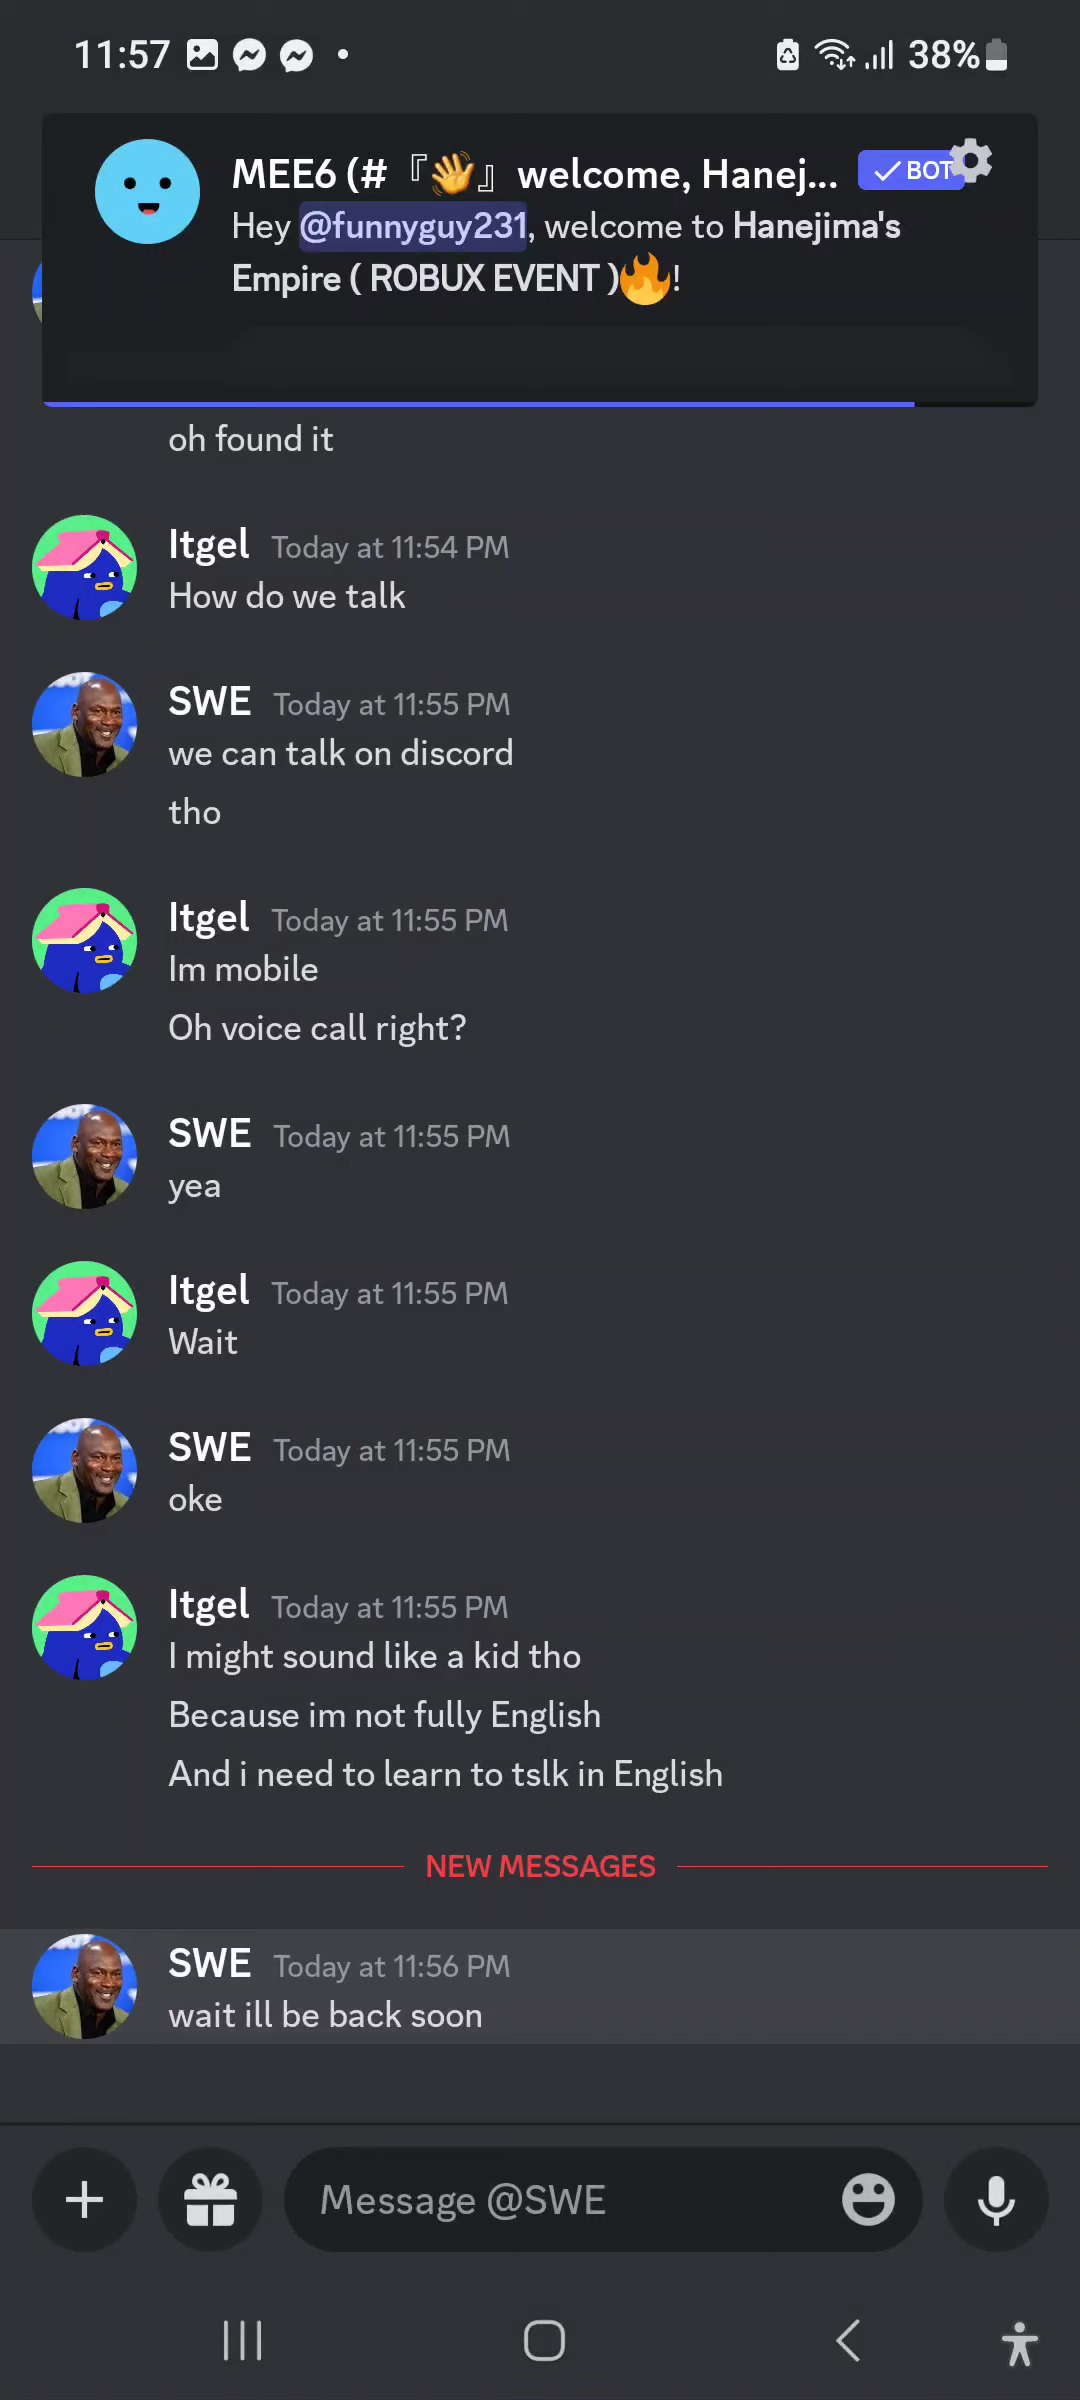 11:57
38%
MEE6 (#『👋』welcome, Hanej...
✓ BOT
Hey @funnyguy231, welcome to Hanejima's
Empire ( ROBUX EVENT )🔥!
oh found it
Itgel Today at 11:54 PM
How do we talk
SWE Today at 11:55 PM
we can talk on discord
tho
Itgel Today at 11:55 PM
Im mobile
Oh voice call right?
SWE Today at 11:55 PM
yea
Itgel Today at 11:55 PM
Wait
SWE Today at 11:55 PM
oke
Itgel Today at 11:55 PM
I might sound like a kid tho
Because im not fully English
And i need to learn to tslk in English
NEW MESSAGES
SWE Today at 11:56 PM
wait ill be back soon
Message @SWE